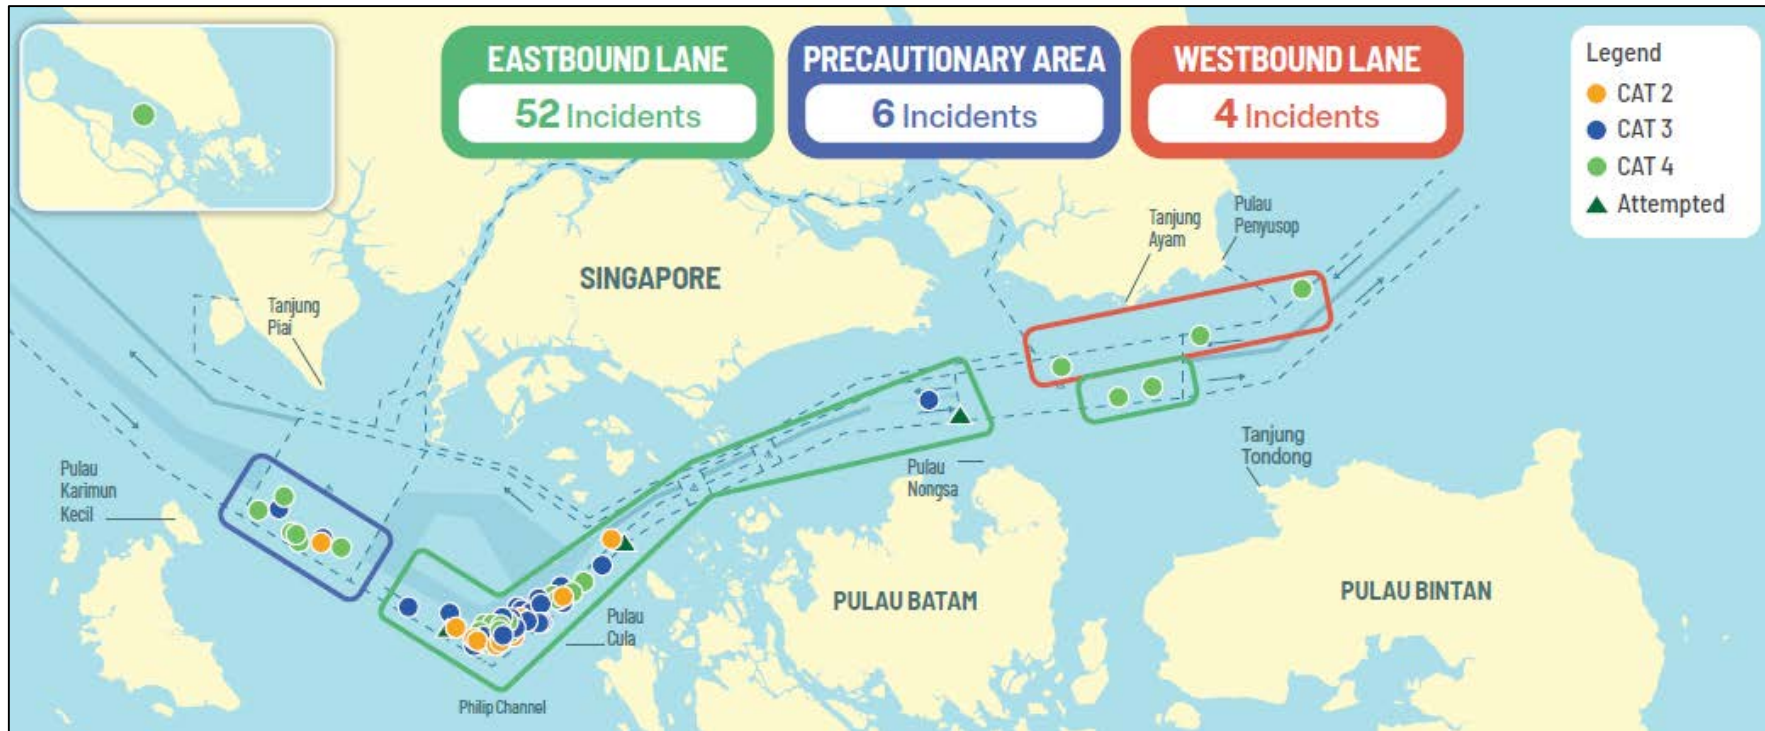 EASTBOUND LANE
52 Incidents
PRECAUTIONARY AREA
6 Incidents
WESTBOUND LANE
4 Incidents
Legend
CAT 2
CAT 3
CAT 4
Attempted
Tanjung
Ayam
Pulau
Penyusop
SINGAPORE
Tanjung
Piai
Pulau
Karimun
Kecil
Pulau
Nongsa
Tanjung
Tondong
PULAU BATAM
PULAU BINTAN
Pulau
Cula
Philip Channel